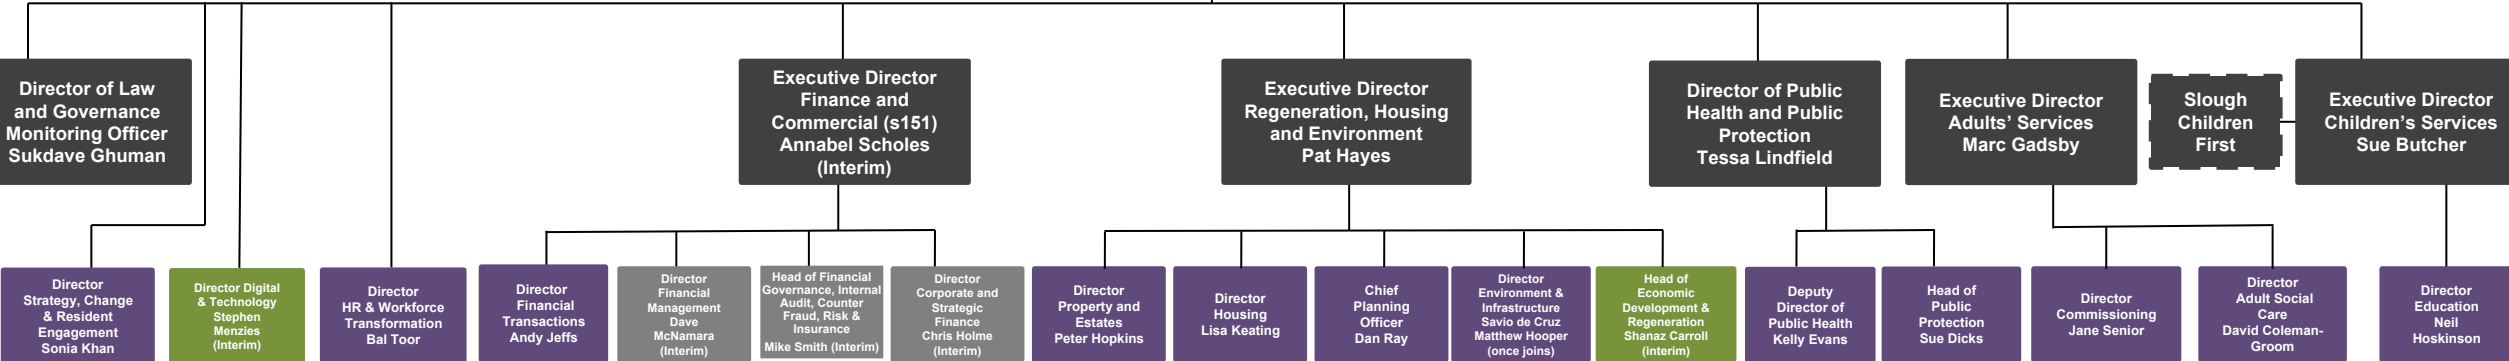 Director of Law
and Governance
Monitoring Officer
Sukdave Ghuman
Executive Director
Finance and
Commercial (s151)
Annabel Scholes
(Interim)
Executive Director
Regeneration, Housing
and Environment
Pat Hayes
Director of Public
Health and Public
Protection
Tessa Lindfield
Executive Director
Adults’ Services
Marc Gadsby
Slough
Children
First
Executive Director
Children’s Services
Sue Butcher
Director
Strategy, Change
& Resident
Engagement
Sonia Khan
Director Digital
& Technology
Stephen
Menzies
(Interim)
Director
HR & Workforce
Transformation
Bal Toor
Director
Financial
Transactions
Andy Jeffs
Director
Financial
Management
Dave
McNamara
(Interim)
Head of Financial
Governance, Internal
Audit, Counter
Fraud, Risk &
Insurance
Mike Smith (Interim)
Director
Corporate and
Strategic
Finance
Chris Holme
(Interim)
Director
Property and
Estates
Peter Hopkins
Director
Housing
Lisa Keating
Chief
Planning
Officer
Dan Ray
Director
Environment &
Infrastructure
Savio de Cruz
Matthew Hooper
(once joins)
Head of
Economic
Development &
Regeneration
Shanaz Carroll
(interim)
Deputy
Director of
Public Health
Kelly Evans
Head of
Public
Protection
Sue Dicks
Director
Commissioning
Jane Senior
Director
Adult Social
Care
David Coleman-
Groom
Director
Education
Neil
Hoskinson